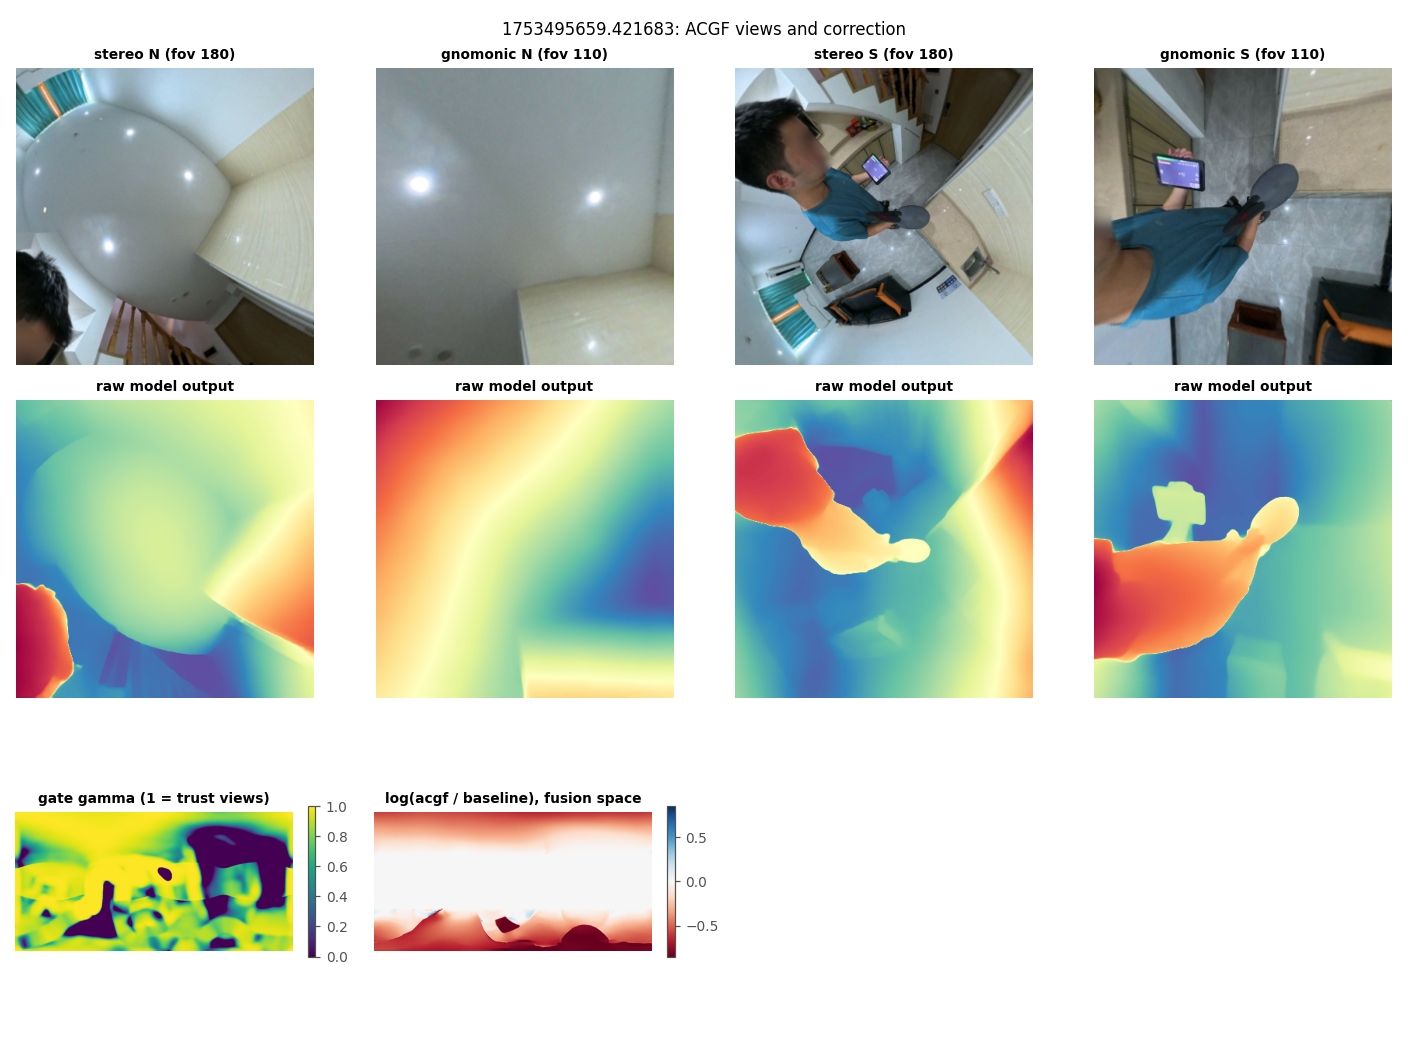 1753495659.421683: ACGF views and correction
stereo N (fov 180)
gnomonic N (fov 110)
stereo S (fov 180)
gnomonic S (fov 110)
raw model output
raw model output
raw model output
raw model output
gate gamma (1 = trust views)
1.0
0.8
0.6
0.4
0.2
0.0
log(acgf / baseline), fusion space
0.5
0.0
−0.5